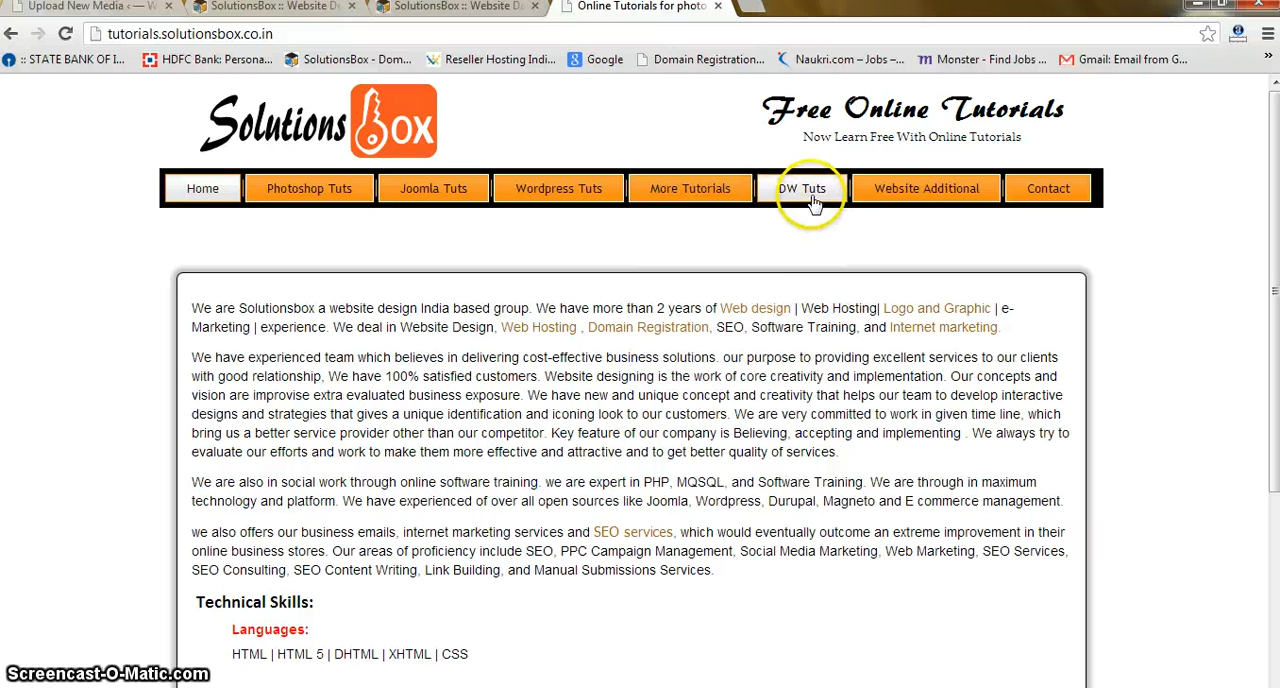 Upload New Media ‹ — W
SolutionsBox :: Website De
SolutionsBox :: Website De
Online Tutorials for photo
tutorials.solutionsbox.co.in
:: STATE BANK OF I...
HDFC Bank: Persona...
SolutionsBox - Dom...
Reseller Hosting Indi...
Google
Domain Registration...
Naukri.com – Jobs –...
Monster - Find Jobs ...
Gmail: Email from G...
Solutions BOX
Free Online Tutorials
Now Learn Free With Online Tutorials
Home
Photoshop Tuts
Joomla Tuts
Wordpress Tuts
More Tutorials
DW Tuts
Website Additional
Contact
We are Solutionsbox a website design India based group. We have more than 2 years of Web design | Web Hosting| Logo and Graphic | e-
Marketing | experience. We deal in Website Design, Web Hosting , Domain Registration, SEO, Software Training, and Internet marketing.
We have experienced team which believes in delivering cost-effective business solutions. our purpose to providing excellent services to our clients
with good relationship, We have 100% satisfied customers. Website designing is the work of core creativity and implementation. Our concepts and
vision are improvise extra evaluated business exposure. We have new and unique concept and creativity that helps our team to develop interactive
designs and strategies that gives a unique identification and iconing look to our customers. We are very committed to work in given time line, which
bring us a better service provider other than our competitor. Key feature of our company is Believing, accepting and implementing . We always try to
evaluate our efforts and work to make them more effective and attractive and to get better quality of services.
We are also in social work through online software training. we are expert in PHP, MQSQL, and Software Training. We are through in maximum
technology and platform. We have experienced of over all open sources like Joomla, Wordpress, Durupal, Magneto and E commerce management.
we also offers our business emails, internet marketing services and SEO services, which would eventually outcome an extreme improvement in their
online business stores. Our areas of proficiency include SEO, PPC Campaign Management, Social Media Marketing, Web Marketing, SEO Services,
SEO Consulting, SEO Content Writing, Link Building, and Manual Submissions Services.
Technical Skills:
Languages:
HTML | HTML 5 | DHTML | XHTML | CSS
Screencast-O-Matic.com